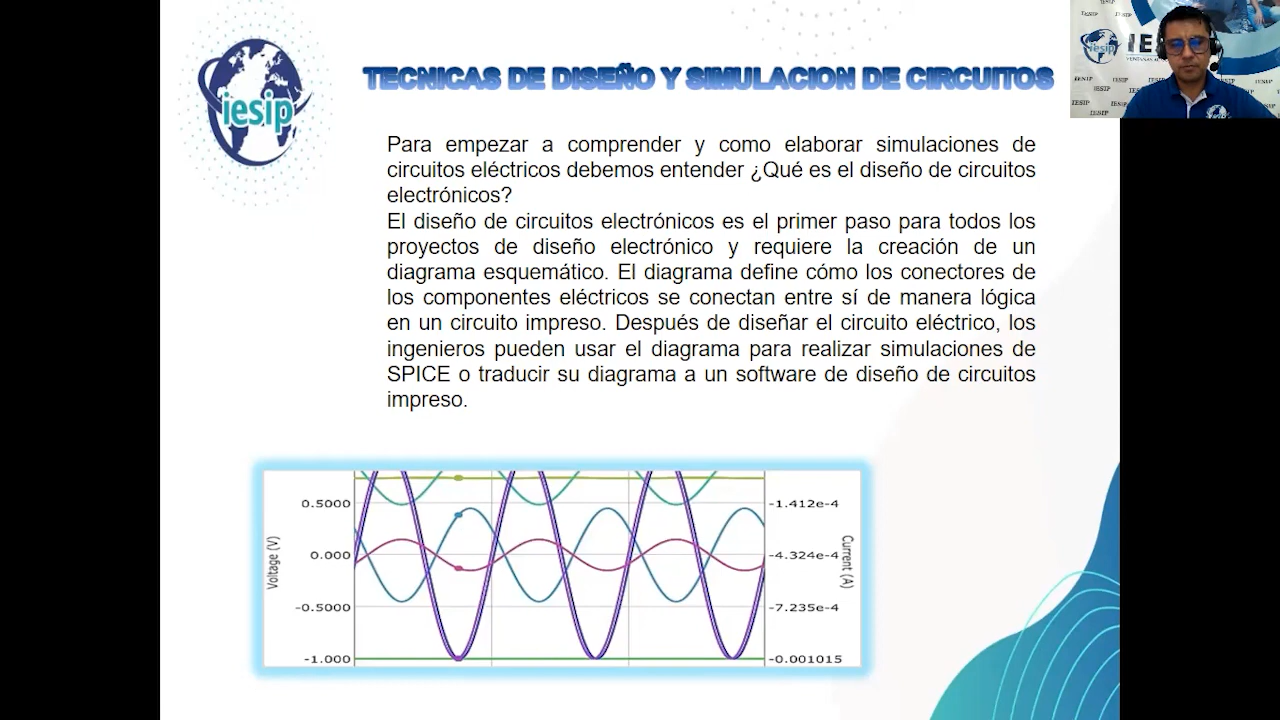 iesip
TECNICAS DE DISEÑO Y SIMULACION DE CIRCUITOS
Para empezar a comprender y como elaborar simulaciones de
circuitos eléctricos debemos entender ¿Qué es el diseño de circuitos
electrónicos?
El diseño de circuitos electrónicos es el primer paso para todos los
proyectos de diseño electrónico y requiere la creación de un
diagrama esquemático. El diagrama define cómo los conectores de
los componentes eléctricos se conectan entre sí de manera lógica
en un circuito impreso. Después de diseñar el circuito eléctrico, los
ingenieros pueden usar el diagrama para realizar simulaciones de
SPICE o traducir su diagrama a un software de diseño de circuitos
impreso.
Voltage (V)
0.5000
0.000
-0.5000
-1.000
-1.412e-4
-4.324e-4
-7.235e-4
-0.001015
Current (A)
iesip
IESIP
IESIP
IESIP
IESIP